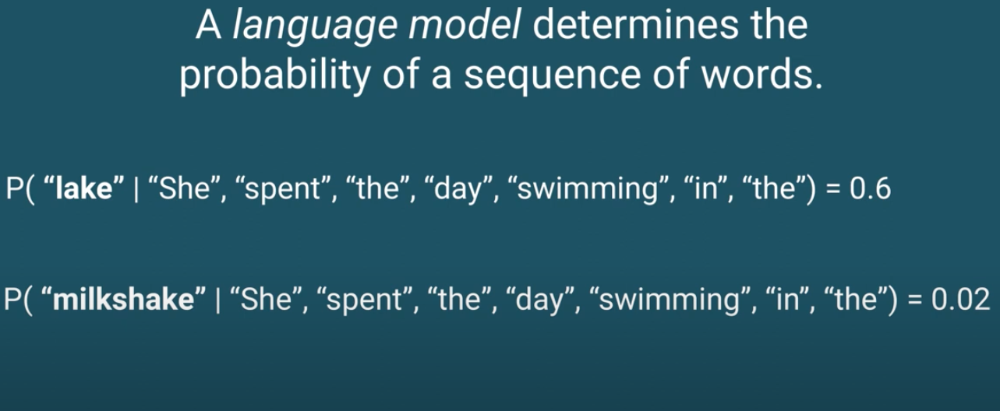 A language model determines the
probability of a sequence of words.
P( “lake” | “She”, “spent”, “the”, “day”, “swimming”, “in”, “the”) = 0.6
P( “milkshake” | “She”, “spent”, “the”, “day”, “swimming”, “in”, “the”) = 0.02